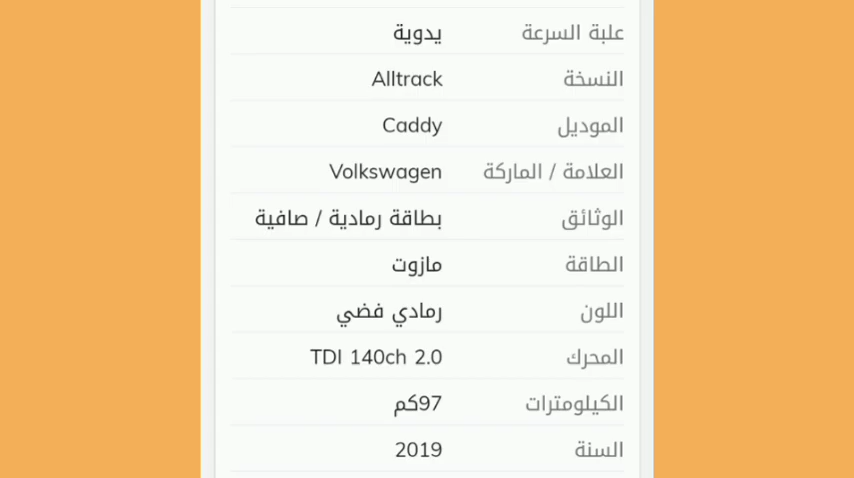 علبة السرعة يدوية
النسخة Alltrack
الموديل Caddy
العلامة / الماركة Volkswagen
الوثائق بطاقة رمادية / صافية
الطاقة مازوت
اللون رمادي فضي
المحرك 2.0 TDI 140ch
الكيلومترات 97كم
السنة 2019